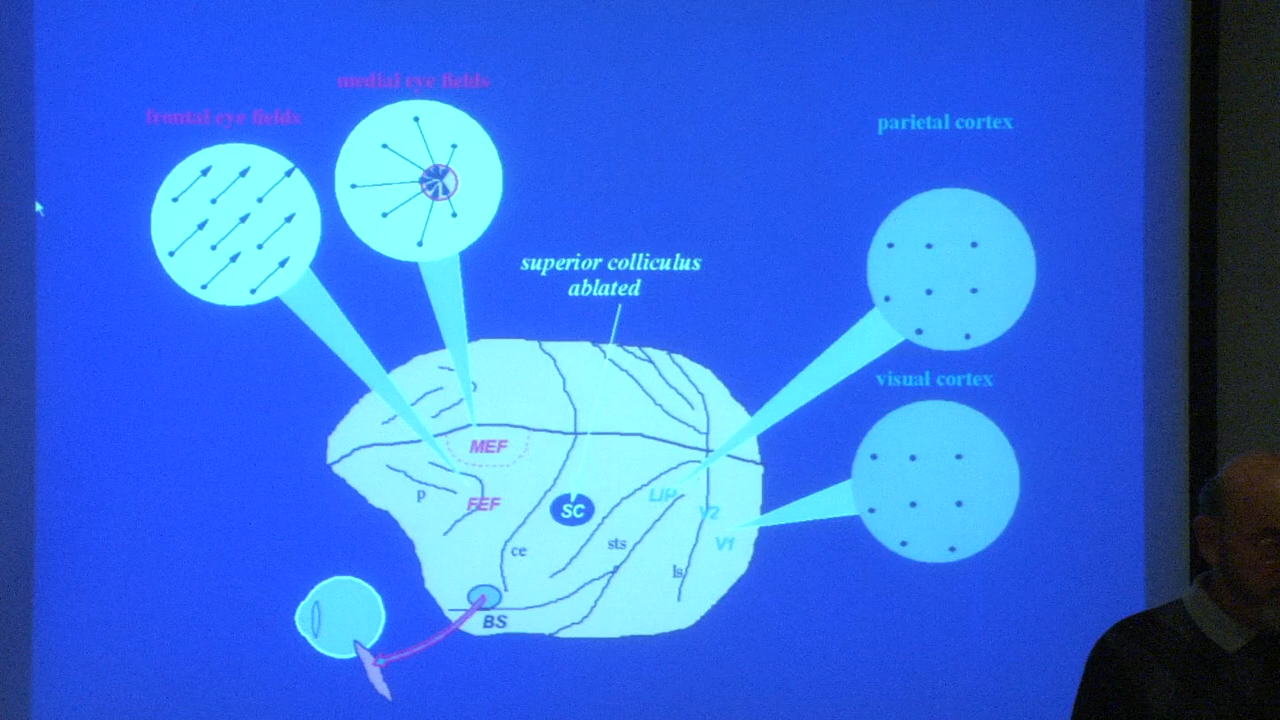 medial eye fields
frontal eye fields
parietal cortex
superior colliculus
ablated
visual cortex
MEF
p
FEF
LIP
SC
V2
V1
ce
sts
ls
BS